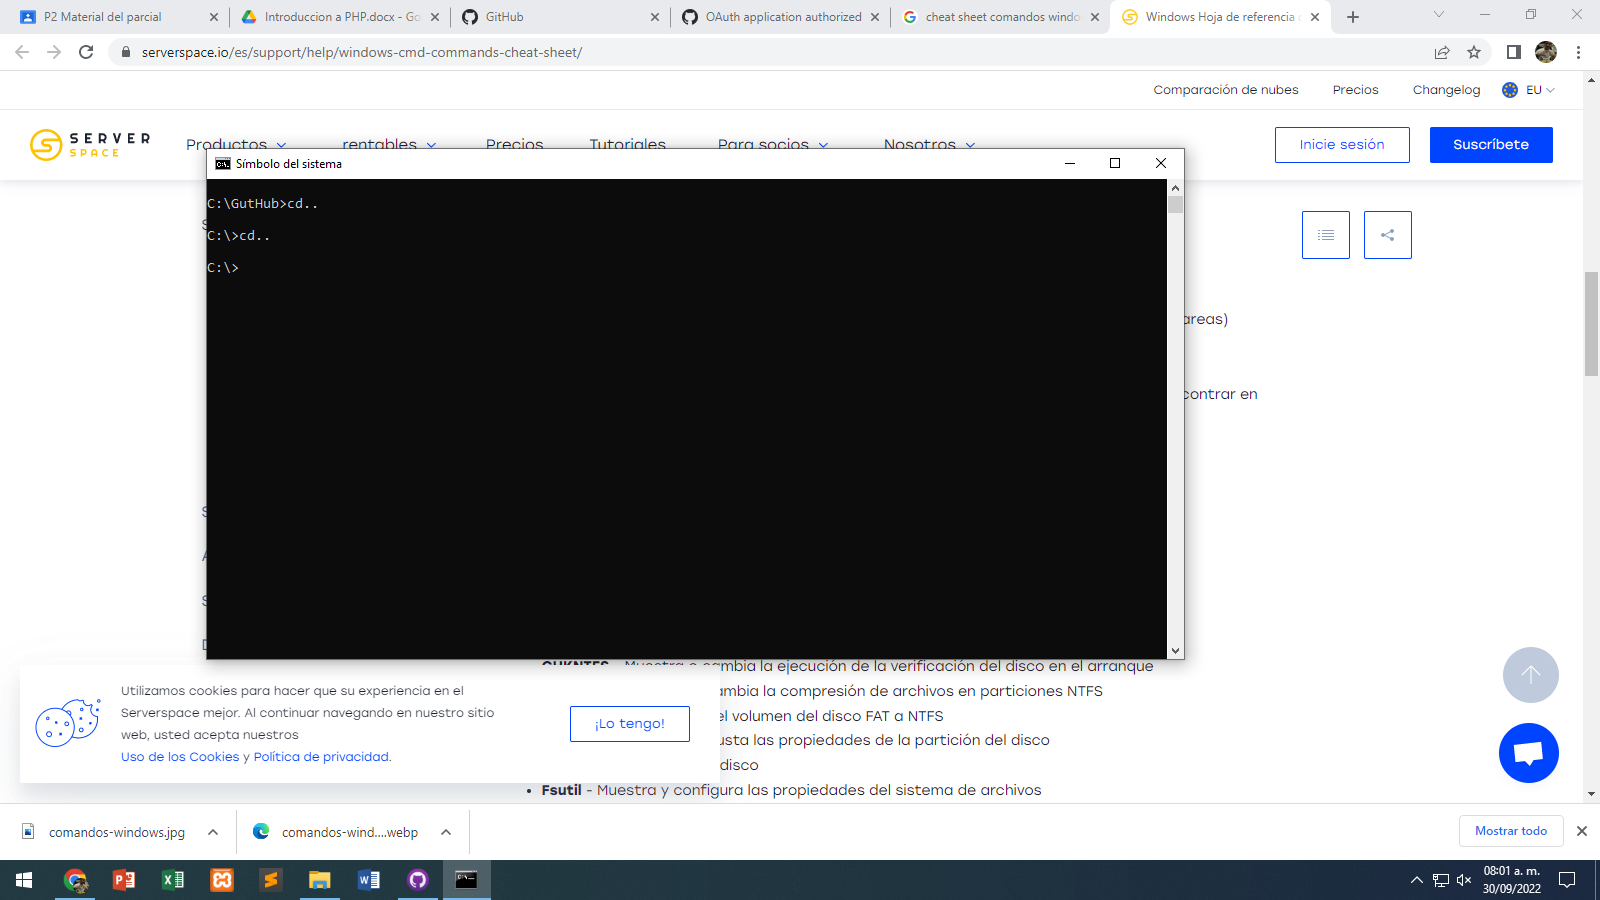 P2 Material del parcial
Introduccion a PHP.docx - Go
GitHub
OAuth application authorized
cheat sheet comandos windo
Windows Hoja de referencia
serverspace.io/es/support/help/windows-cmd-commands-cheat-sheet/
Comparación de nubes
Precios
Changelog
EU
SERVER
SPACE
Productos
rentables
Precios
Tutoriales
Para socios
Nosotros
Inicie sesión
Suscríbete
Símbolo del sistema
C:\GutHub>cd..
C:\>cd..
C:\>
areas)
contrar en
CHKNTFS - Muestra o cambia la ejecución de la verificación del disco en el arranque
ambia la compresión de archivos en particiones NTFS
el volumen del disco FAT a NTFS
usta las propiedades de la partición del disco
disco
• Fsutil - Muestra y configura las propiedades del sistema de archivos
Utilizamos cookies para hacer que su experiencia en el
Serverspace mejor. Al continuar navegando en nuestro sitio
web, usted acepta nuestros
Uso de los Cookies y Política de privacidad.
¡Lo tengo!
comandos-windows.jpg
comandos-wind....webp
Mostrar todo
08:01 a. m.
30/09/2022